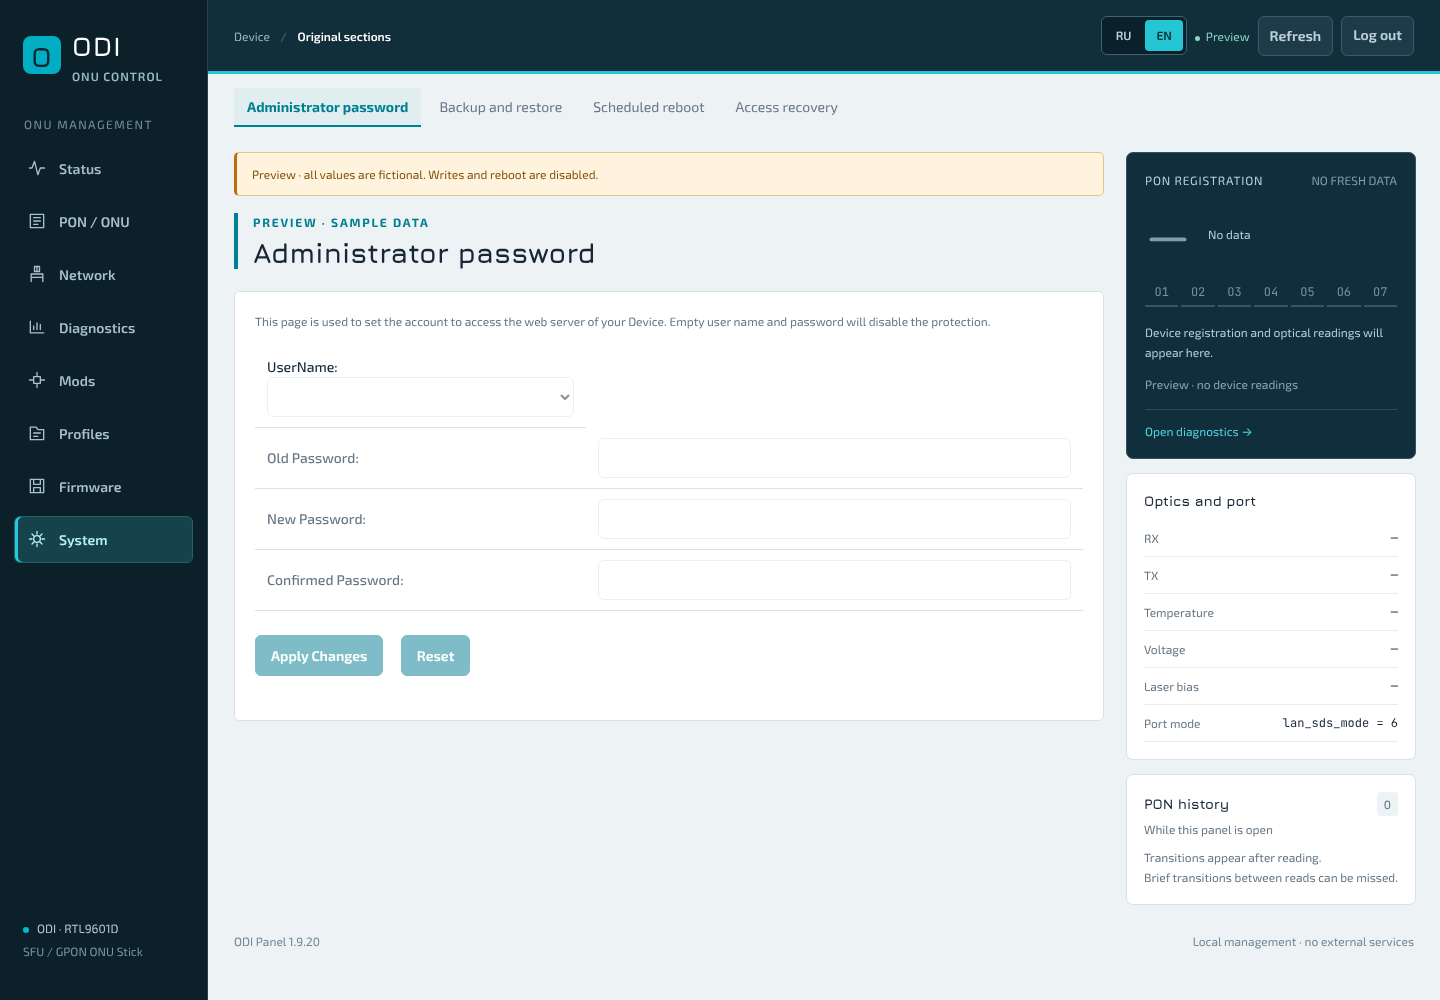 O
ODI
ONU CONTROL
ONU MANAGEMENT
Status
PON / ONU
Network
Diagnostics
Mods
Profiles
Firmware
System
ODI · RTL9601D
SFU / GPON ONU Stick
Device / Original sections
RU EN Preview Refresh Log out
Administrator password Backup and restore Scheduled reboot Access recovery
Preview · all values are fictional. Writes and reboot are disabled.
PREVIEW · SAMPLE DATA
Administrator password
This page is used to set the account to access the web server of your Device. Empty user name and password will disable the protection.
UserName:
Old Password:
New Password:
Confirmed Password:
Apply Changes Reset
PON REGISTRATION NO FRESH DATA
— No data
01 02 03 04 05 06 07
Device registration and optical readings will
appear here.
Preview · no device readings
Open diagnostics →
Optics and port
RX —
TX —
Temperature —
Voltage —
Laser bias —
Port mode lan_sds_mode = 6
PON history 0
While this panel is open
Transitions appear after reading.
Brief transitions between reads can be missed.
ODI Panel 1.9.20
Local management · no external services